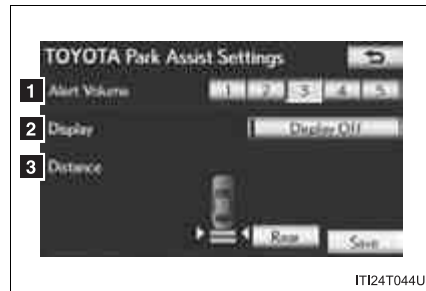 TOYOTA Park Assist Settings
1 Alert Volume 1 2 3 4 5
2 Display Display Off
3 Distance
Rear Save
ITI24T044U